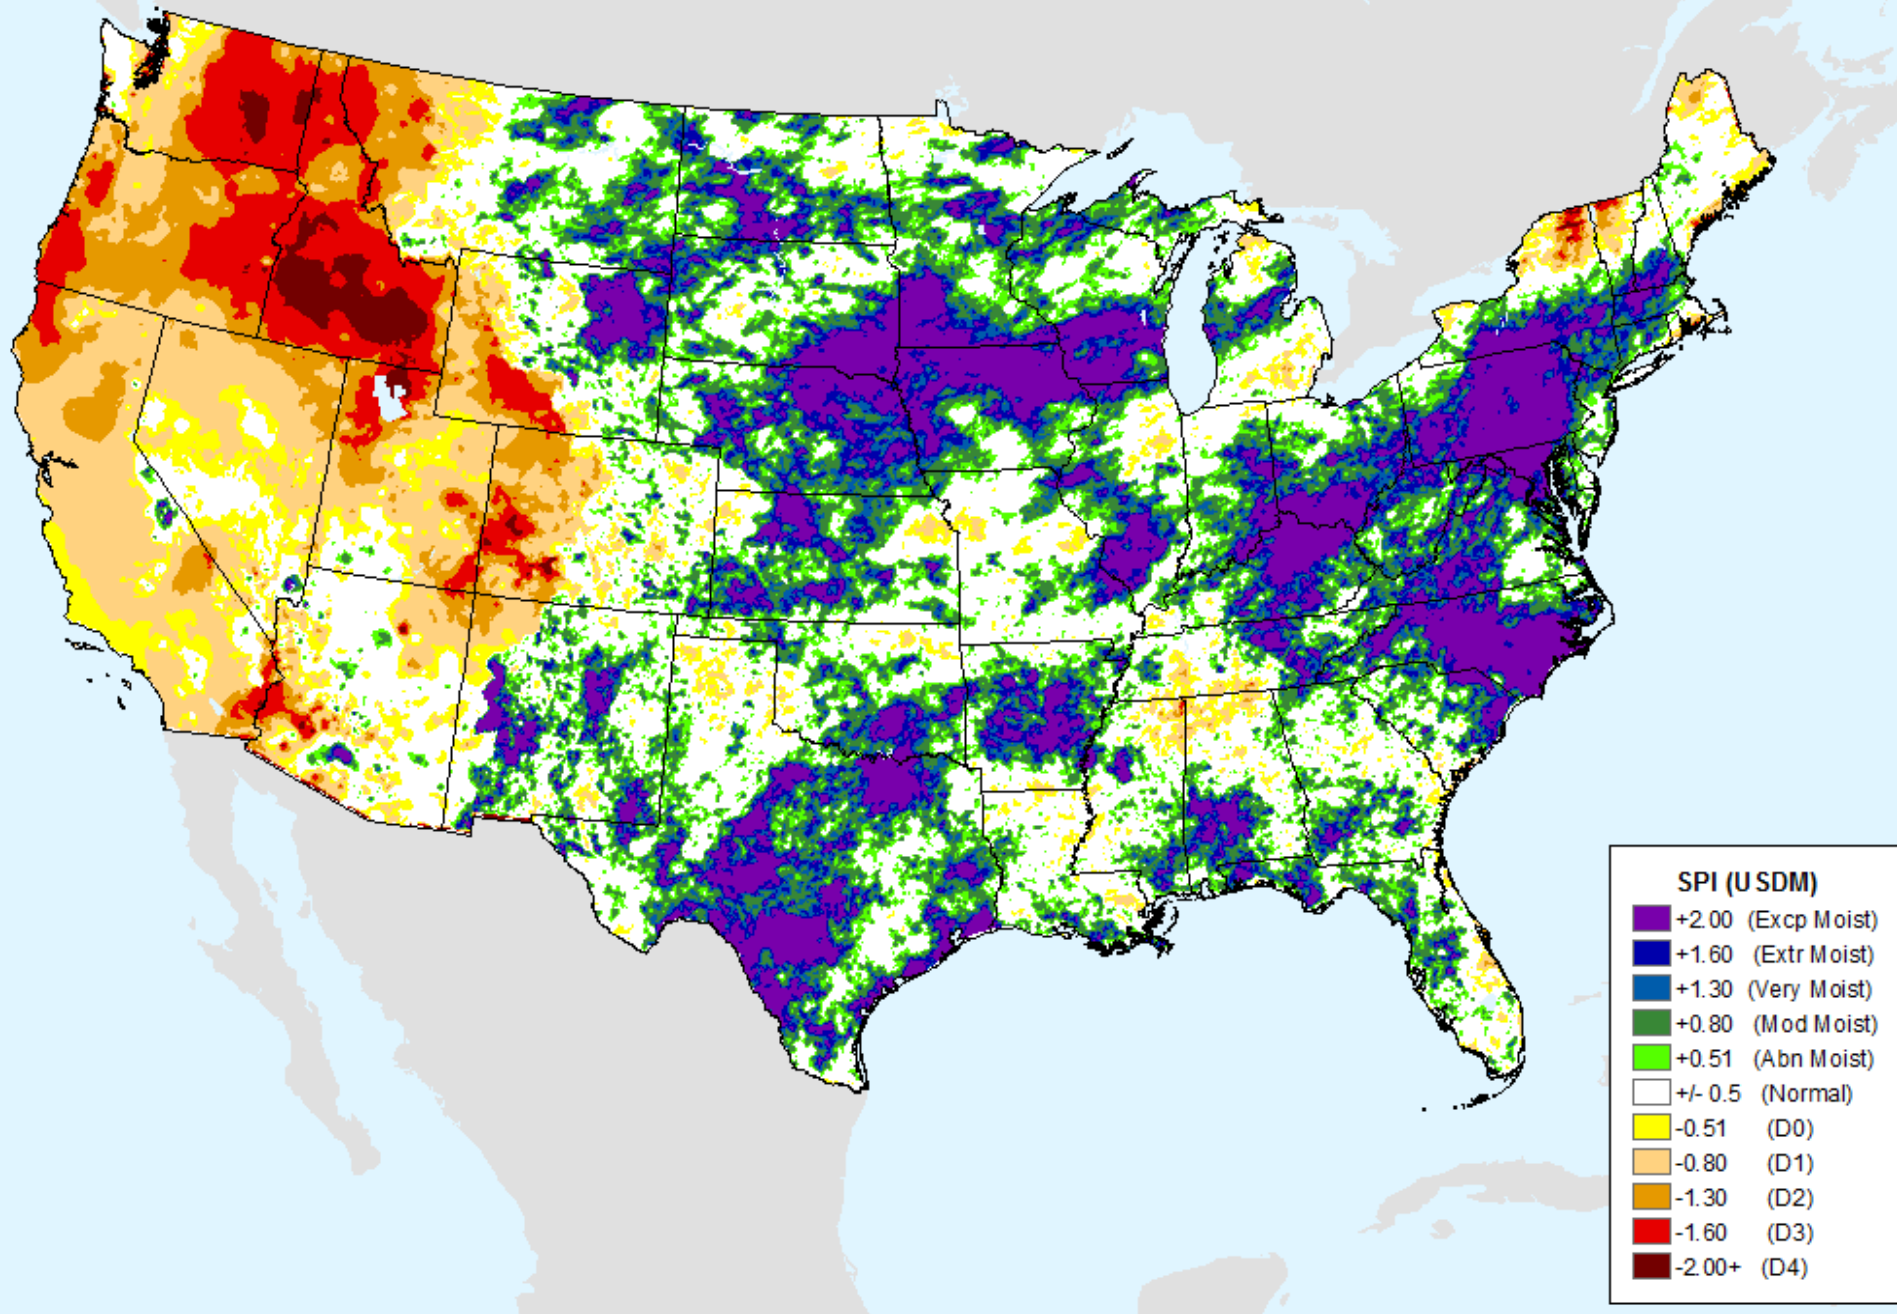 SPI (USDM)
+2.00 (Excp Moist)
+1.60 (Extr Moist)
+1.30 (Very Moist)
+0.80 (Mod Moist)
+0.51 (Abn Moist)
+/- 0.5 (Normal)
-0.51 (D0)
-0.80 (D1)
-1.30 (D2)
-1.60 (D3)
-2.00+ (D4)